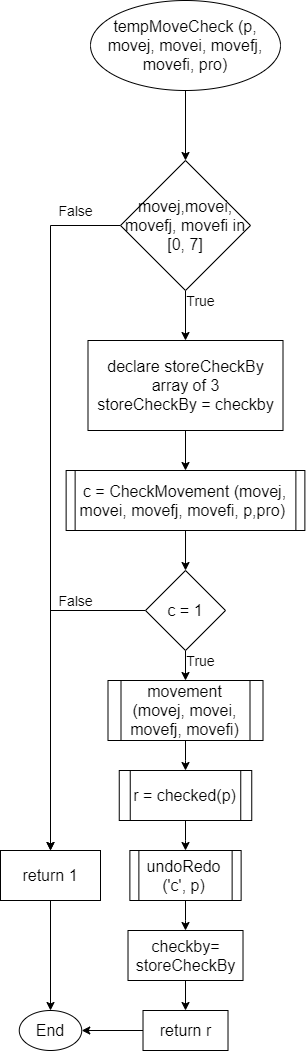 tempMoveCheck (p,
movej, movei, movefj,
movefi, pro)
movej,movei,
movefj, movefi in
[0, 7]
False
True
declare storeCheckBy
array of 3
storeCheckBy = checkby
c = CheckMovement (movej,
movei, movefj, movefi, p,pro)
c = 1
False
True
movement
(movej, movei,
movefj, movefi)
r = checked(p)
undoRedo
('c', p)
return 1
checkby=
storeCheckBy
End
return r